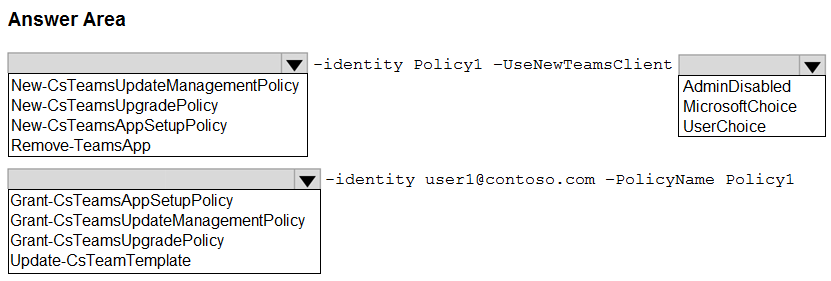 Answer Area
-identity Policy1 -UseNewTeamsClient
New-CsTeamsUpdateManagementPolicy
New-CsTeamsUpgradePolicy
New-CsTeamsAppSetupPolicy
Remove-TeamsApp
AdminDisabled
MicrosoftChoice
UserChoice
-identity user1@contoso.com -PolicyName Policy1
Grant-CsTeamsAppSetupPolicy
Grant-CsTeamsUpdateManagementPolicy
Grant-CsTeamsUpgradePolicy
Update-CsTeamTemplate